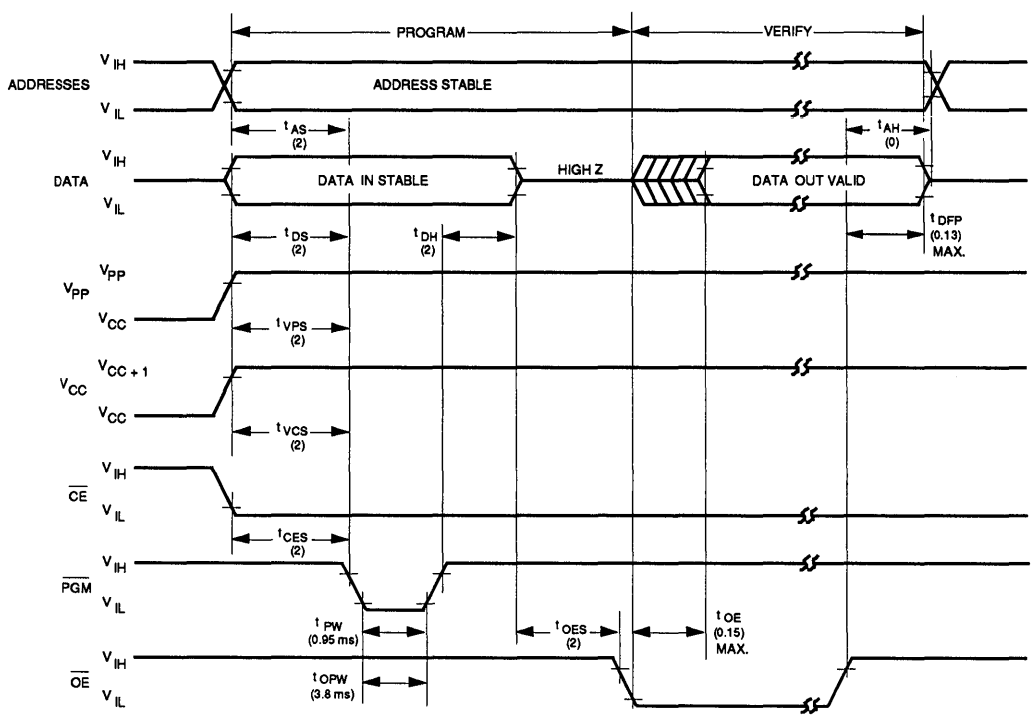 PROGRAM VERIFY
V IH
ADDRESSES ADDRESS STABLE
V IL
t AS t AH
(2) (0)
V IH
DATA DATA IN STABLE HIGH Z DATA OUT VALID
V IL
t DS t DH t DFP
(2) (2) (0.13)
MAX.
V PP
V PP
V CC
t VPS
(2)
V CC + 1
V CC
V CC
t VCS
(2)
V IH
CE
V IL
t CES
(2)
V IH
PGM
V IL
t PW t OES t OE
(0.95 ms) (2) (0.15)
MAX.
V IH
t OPW
OE
(3.8 ms)
V IL